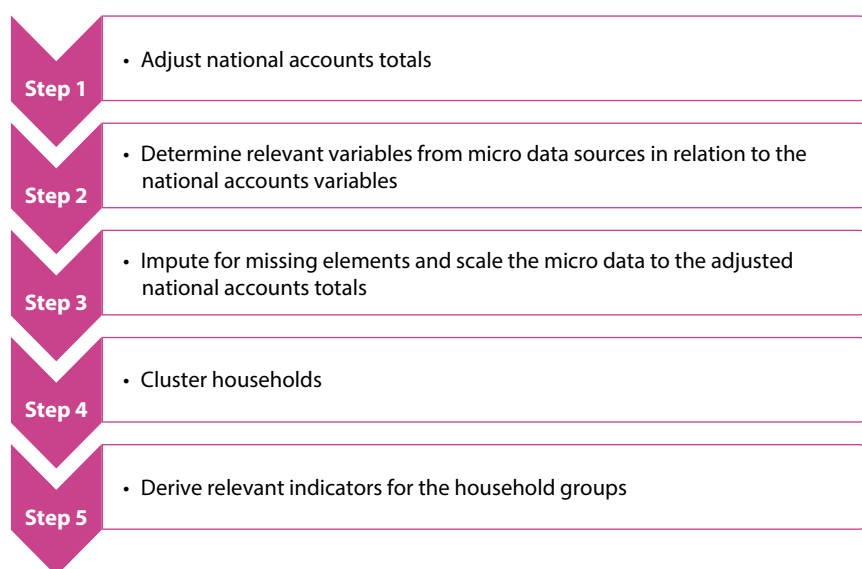 Step 1
• Adjust national accounts totals
Step 2
• Determine relevant variables from micro data sources in relation to the
national accounts variables
Step 3
• Impute for missing elements and scale the micro data to the adjusted
national accounts totals
Step 4
• Cluster households
Step 5
• Derive relevant indicators for the household groups